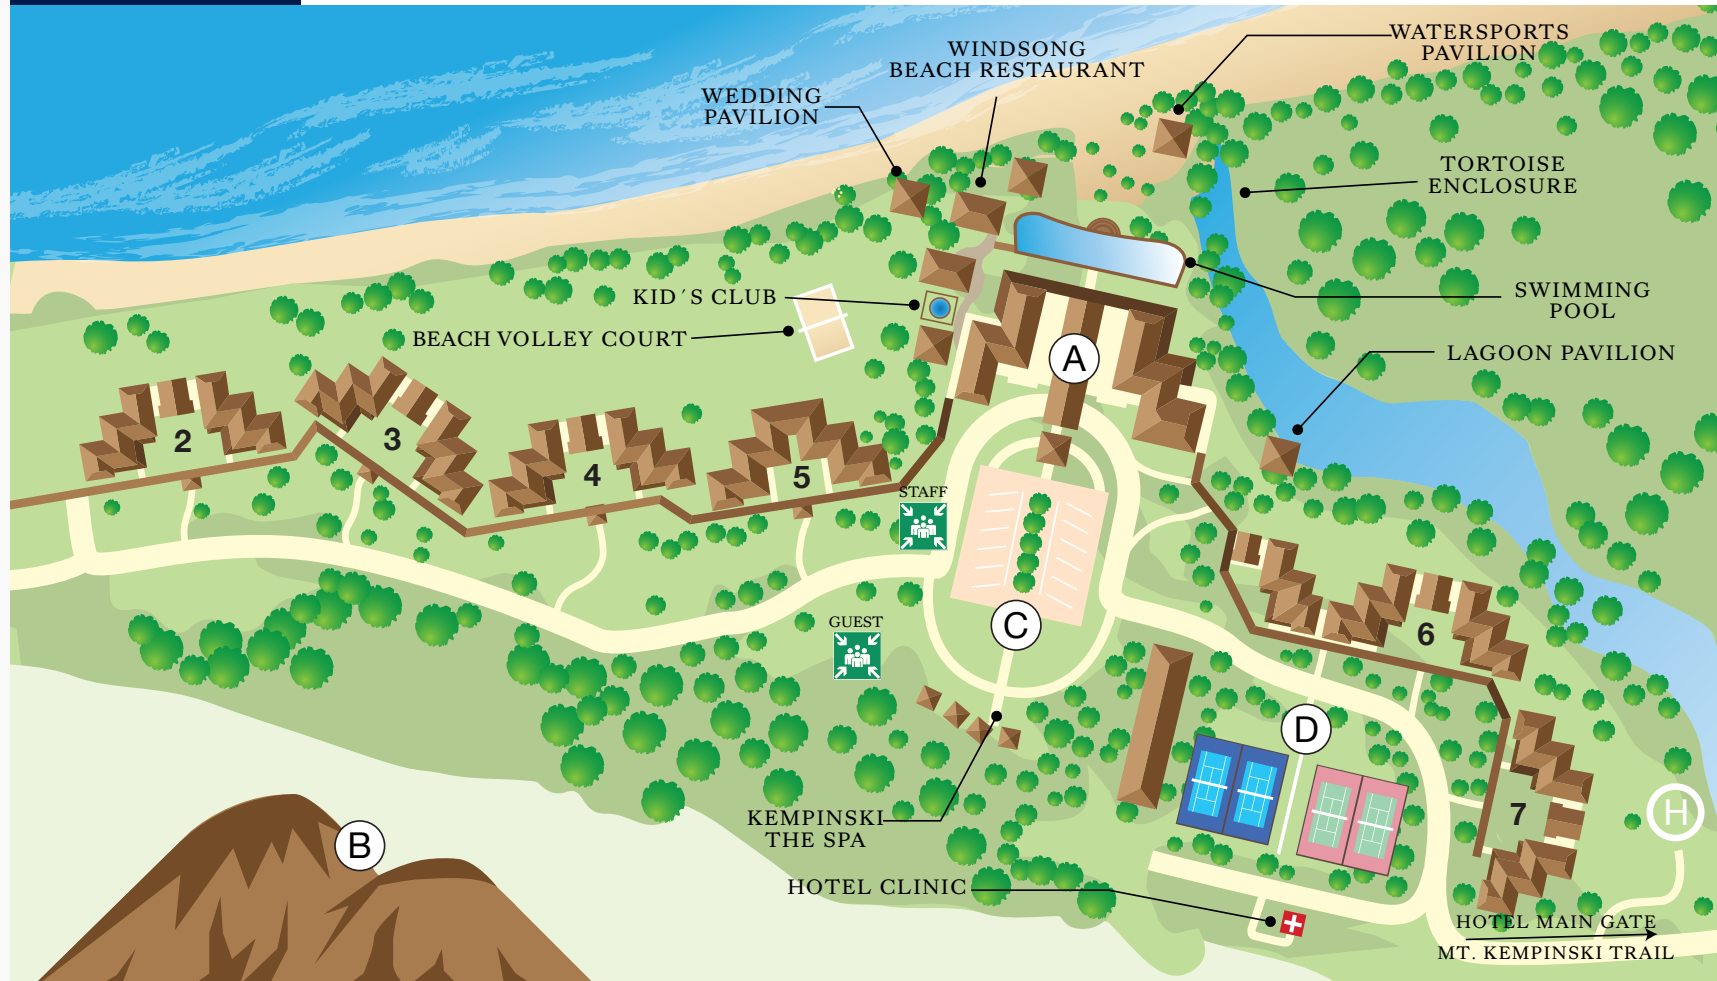 WATERSPORTS
PAVILION
WINDSONG
BEACH RESTAURANT
WEDDING
PAVILION
TORTOISE
ENCLOSURE
KID´S CLUB
SWIMMING
POOL
BEACH VOLLEY COURT
LAGOON PAVILION
A
2
3
4
5
STAFF
GUEST
C
6
D
7
H
B
KEMPINSKI
THE SPA
HOTEL CLINIC
HOTEL MAIN GATE
MT. KEMPINSKI TRAIL